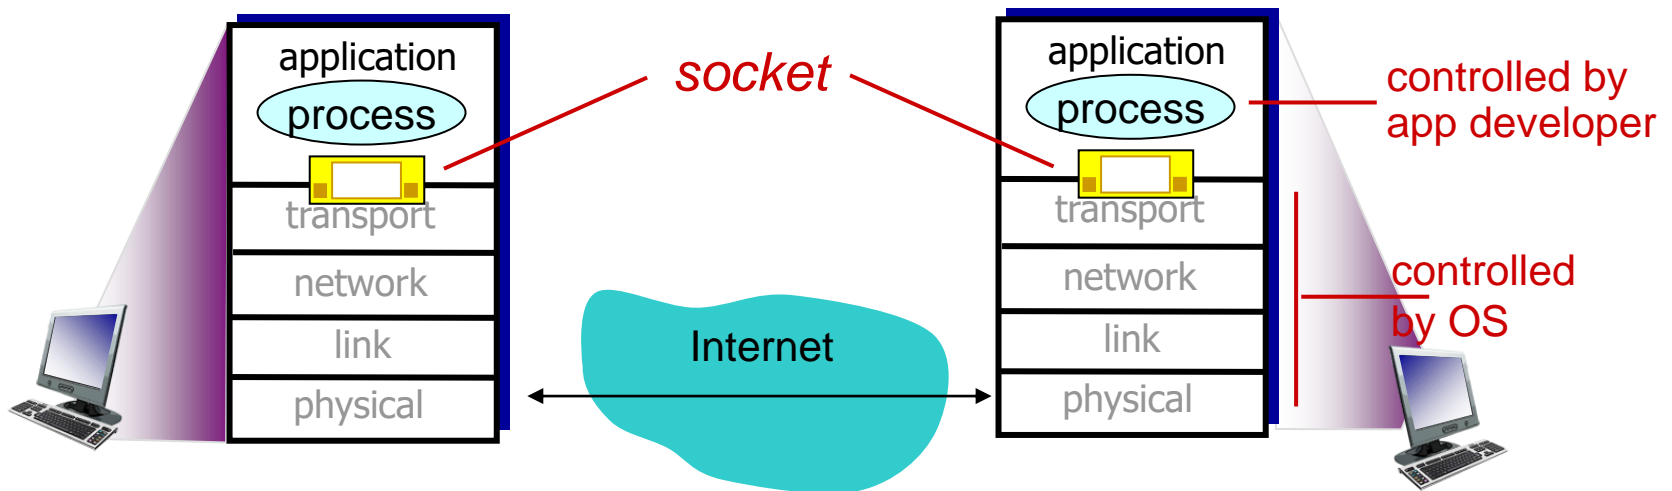 application
process
transport
network
link
physical
socket
Internet
application
process
transport
network
link
physical
controlled by
app developer
controlled
by OS